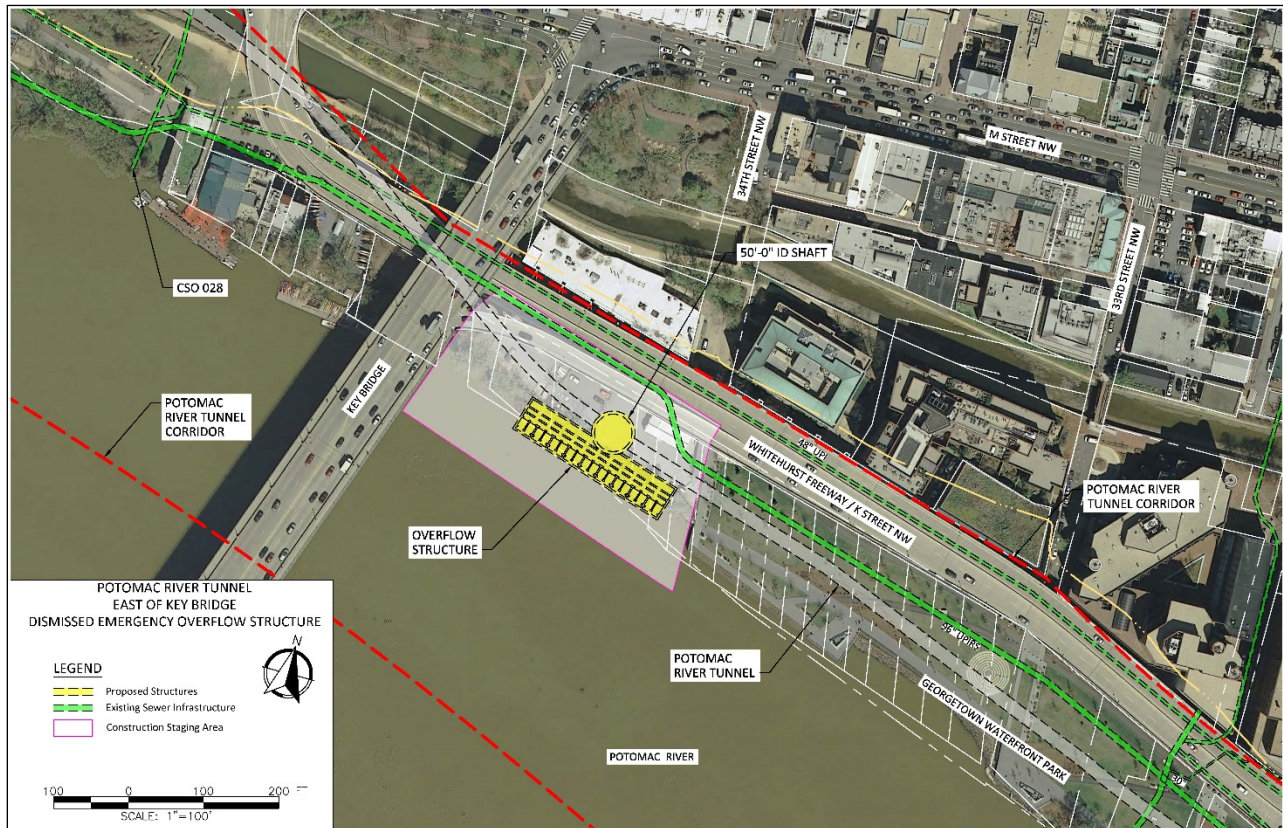 M STREET NW
34TH STREET NW
33RD STREET NW
50'-0" ID SHAFT
CSO 028
KEY BRIDGE
POTOMAC
RIVER TUNNEL
CORRIDOR
48" UPI
WHITEHURST FREEWAY / K STREET NW
POTOMAC RIVER
TUNNEL CORRIDOR
OVERFLOW
STRUCTURE
96" UPIRS
POTOMAC
RIVER TUNNEL
GEORGETOWN WATERFRONT PARK
POTOMAC RIVER
POTOMAC RIVER TUNNEL
EAST OF KEY BRIDGE
DISMISSED EMERGENCY OVERFLOW STRUCTURE
N
LEGEND
Proposed Structures
Existing Sewer Infrastructure
Construction Staging Area
100 0 100 200 FT
SCALE: 1"=100'